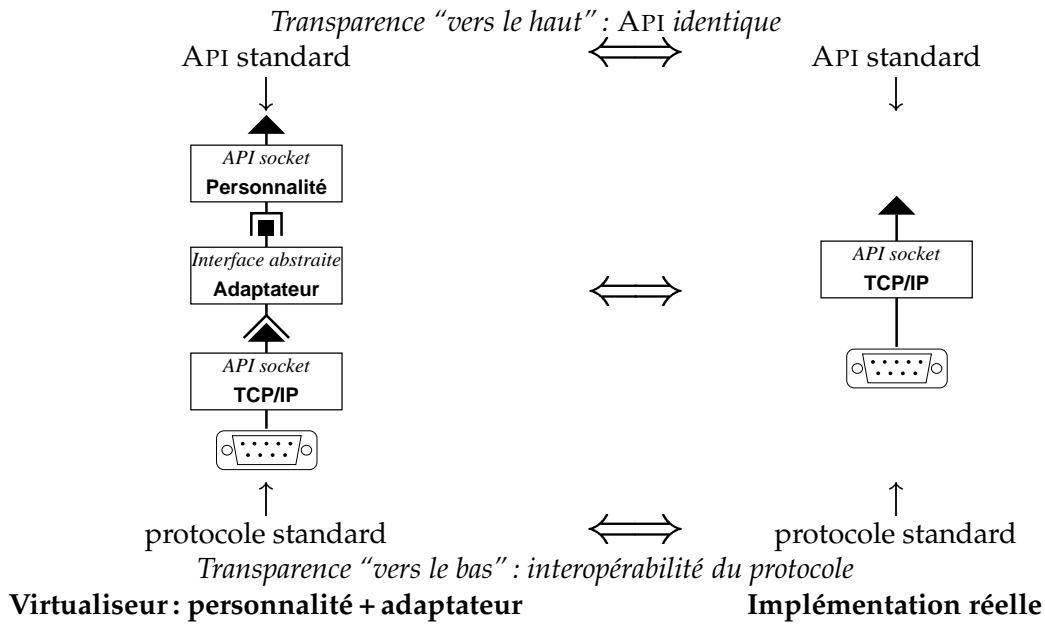 Transparence “vers le haut” : API identique
API standard
API standard
API socket
Personnalité
Interface abstraite
Adaptateur
API socket
TCP/IP
API socket
TCP/IP
protocole standard
protocole standard
Transparence “vers le bas” : interopérabilité du protocole
Virtualiseur : personnalité + adaptateur
Implémentation réelle